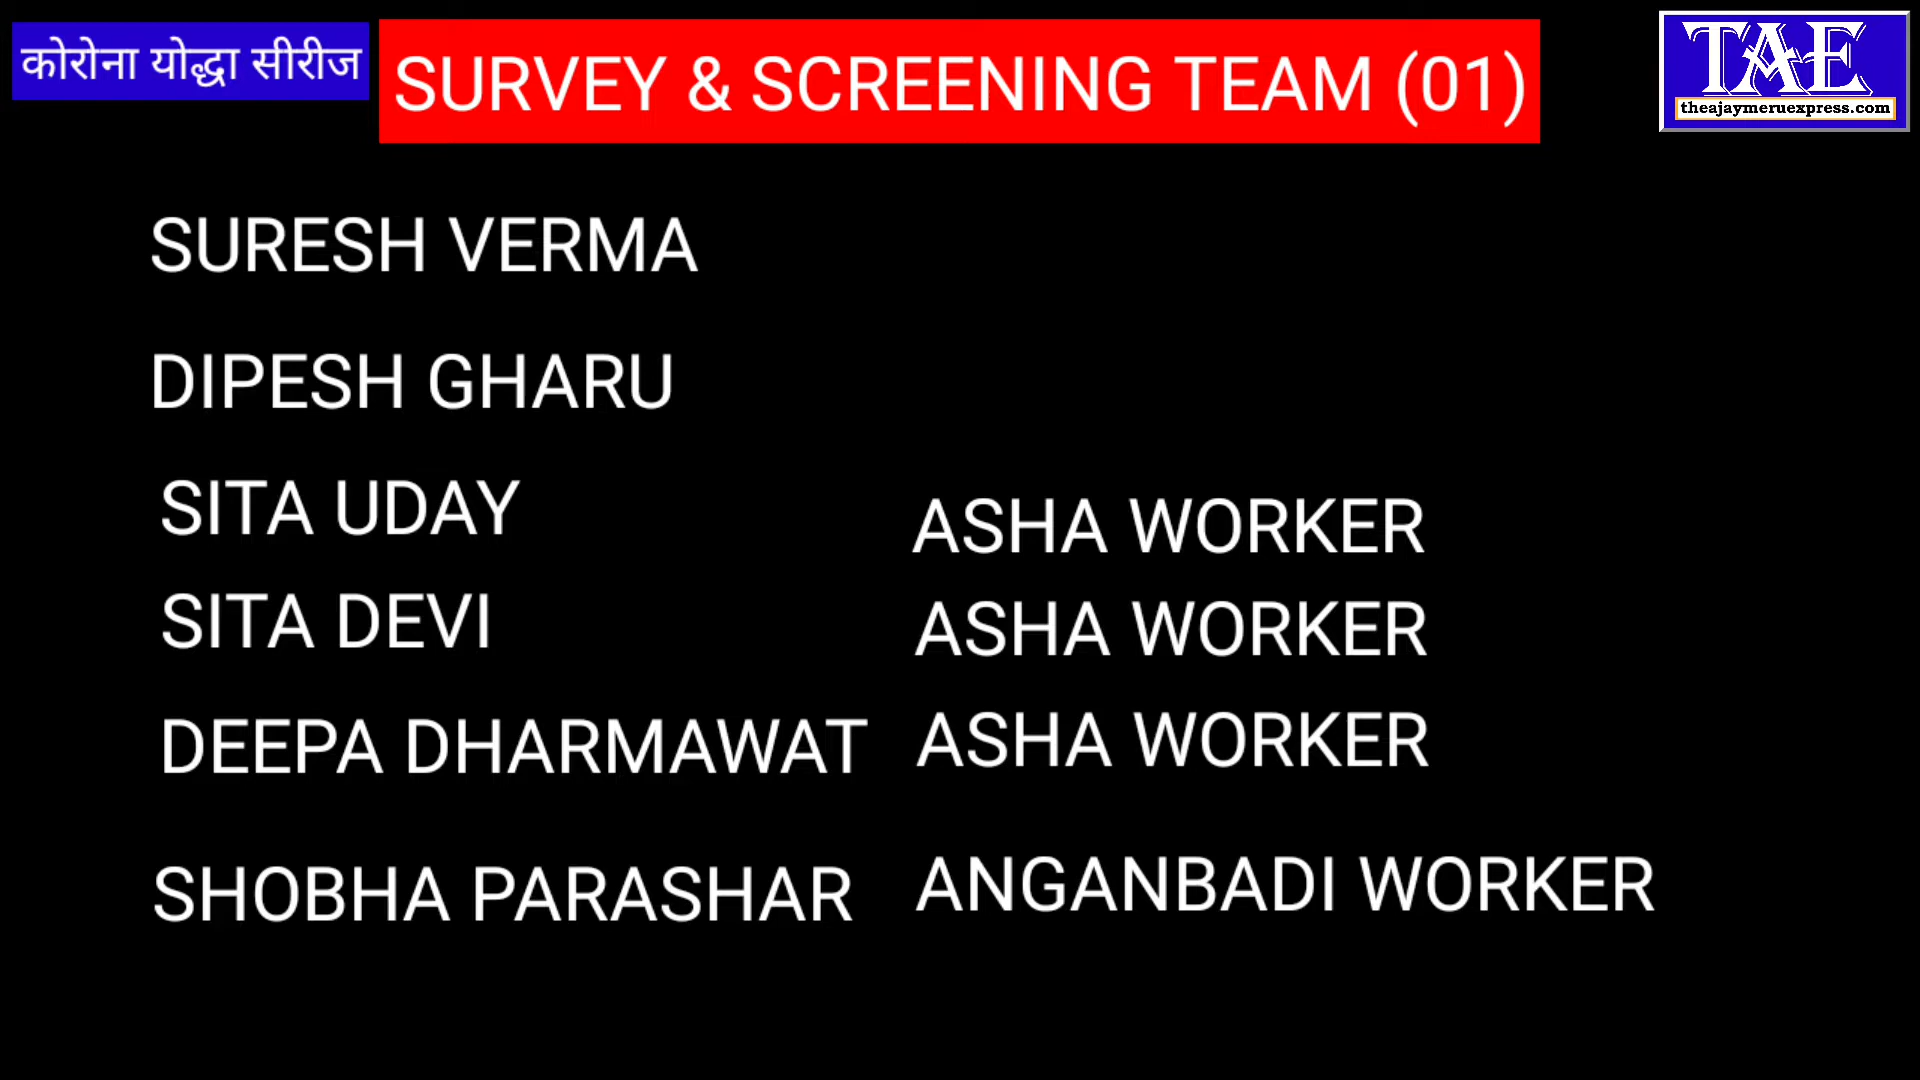 कोरोना योद्धा सीरीज
SURVEY & SCREENING TEAM (01)
TAE
theajaymeruexpress.com
SURESH VERMA
DIPESH GHARU
SITA UDAY ASHA WORKER
SITA DEVI ASHA WORKER
DEEPA DHARMAWAT ASHA WORKER
SHOBHA PARASHAR ANGANBADI WORKER